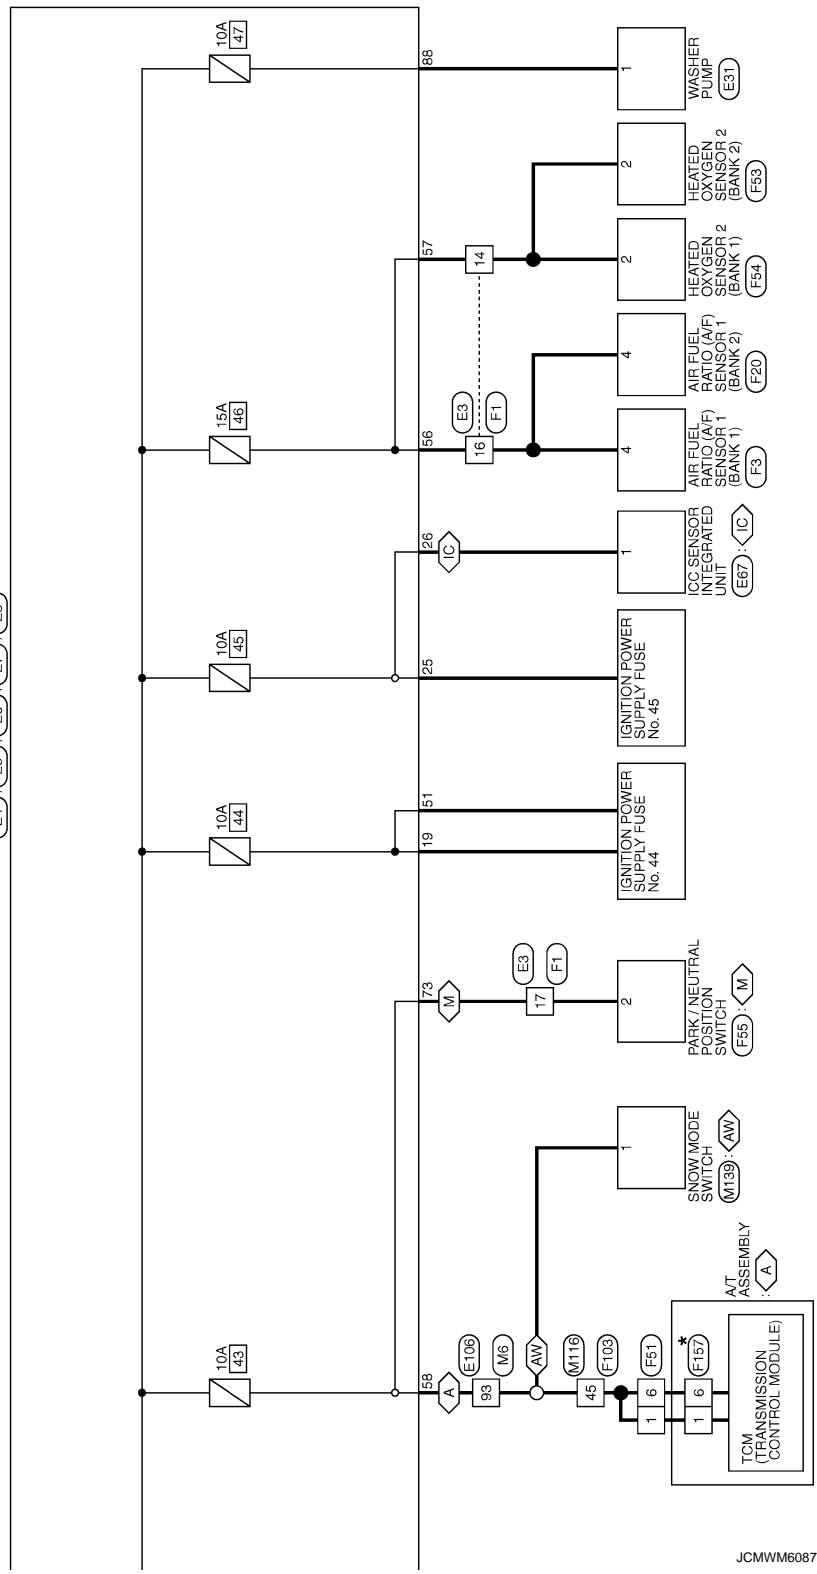 10A
47
88
1
WASHER
PUMP
E31
2
HEATED
OXYGEN
SENSOR 2
(BANK 2)
F53
57
14
2
HEATED
OXYGEN
SENSOR 2
(BANK 1)
F54
4
AIR FUEL
RATIO (A/F)
SENSOR 1
(BANK 2)
F20
15A
46
56
E3
F1
16
4
AIR FUEL
RATIO (A/F)
SENSOR 1
(BANK 1)
F3
26
IC
1
ICC SENSOR
INTEGRATED
UNIT
E67 : IC
10A
45
25
IGNITION POWER
SUPPLY FUSE
No. 45
10A
44
51
19
IGNITION POWER
SUPPLY FUSE
No. 44
73
M
E3
F1
17
2
PARK / NEUTRAL
POSITION
SWITCH
F55 : M
1
SNOW MODE
SWITCH
M139 : AW
10A
43
58
A
E106
M6
93
AW
M116
F103
45
F51
6
1
*
F157
6
1
A/T
ASSEMBLY
: A
TCM
(TRANSMISSION
CONTROL MODULE)
JCMWM6087